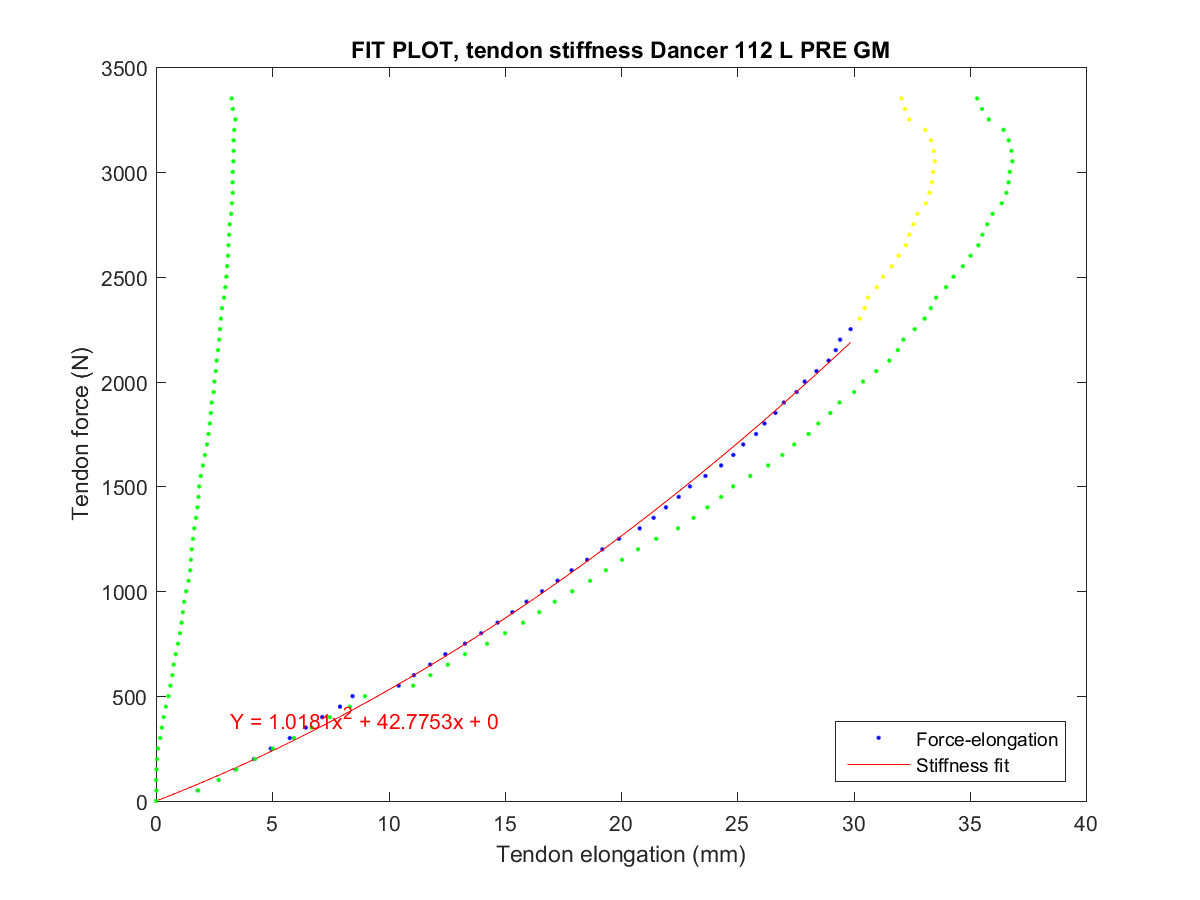 FIT PLOT, tendon stiffness Dancer 112 L PRE GM
3500
3000
2500
2000
1500
1000
500
0
Tendon force (N)
Y = 1.0181x^2 + 42.7753x + 0
Force-elongation
Stiffness fit
0 5 10 15 20 25 30 35 40
Tendon elongation (mm)